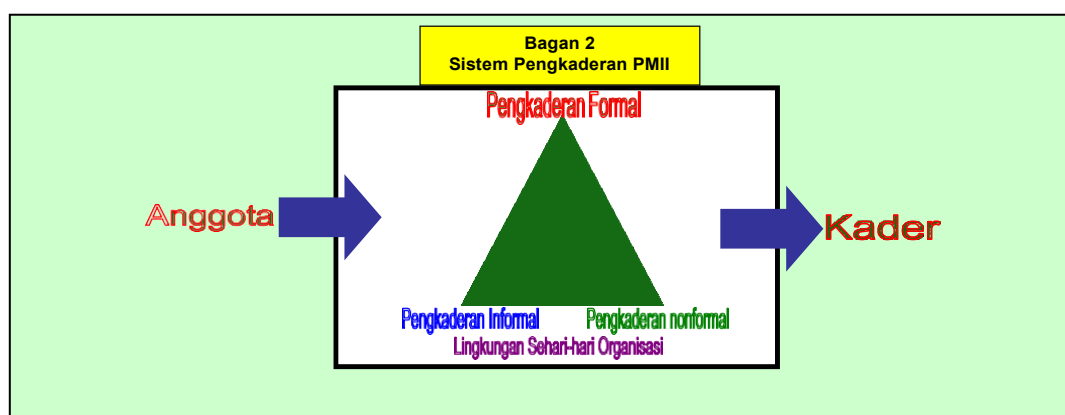 Bagan 2
Sistem Pengkaderan PMII
Pengkaderan Formal
Anggota
Kader
Pengkaderan Informal
Pengkaderan nonformal
Lingkungan Sehari-hari Organisasi